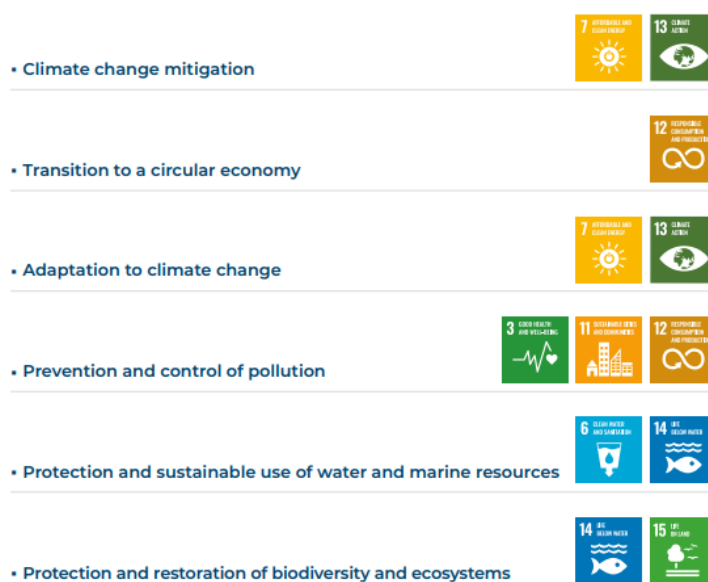 7 AFFORDABLE AND
CLEAN ENERGY
13 CLIMATE
ACTION
• Climate change mitigation
12 RESPONSIBLE
CONSUMPTION
AND PRODUCTION
• Transition to a circular economy
7 AFFORDABLE AND
CLEAN ENERGY
13 CLIMATE
ACTION
• Adaptation to climate change
3 GOOD HEALTH
AND WELL-BEING
11 SUSTAINABLE CITIES
AND COMMUNITIES
12 RESPONSIBLE
CONSUMPTION
AND PRODUCTION
• Prevention and control of pollution
6 CLEAN WATER
AND SANITATION
14 LIFE
BELOW WATER
• Protection and sustainable use of water and marine resources
14 LIFE
BELOW WATER
15 LIFE
ON LAND
• Protection and restoration of biodiversity and ecosystems